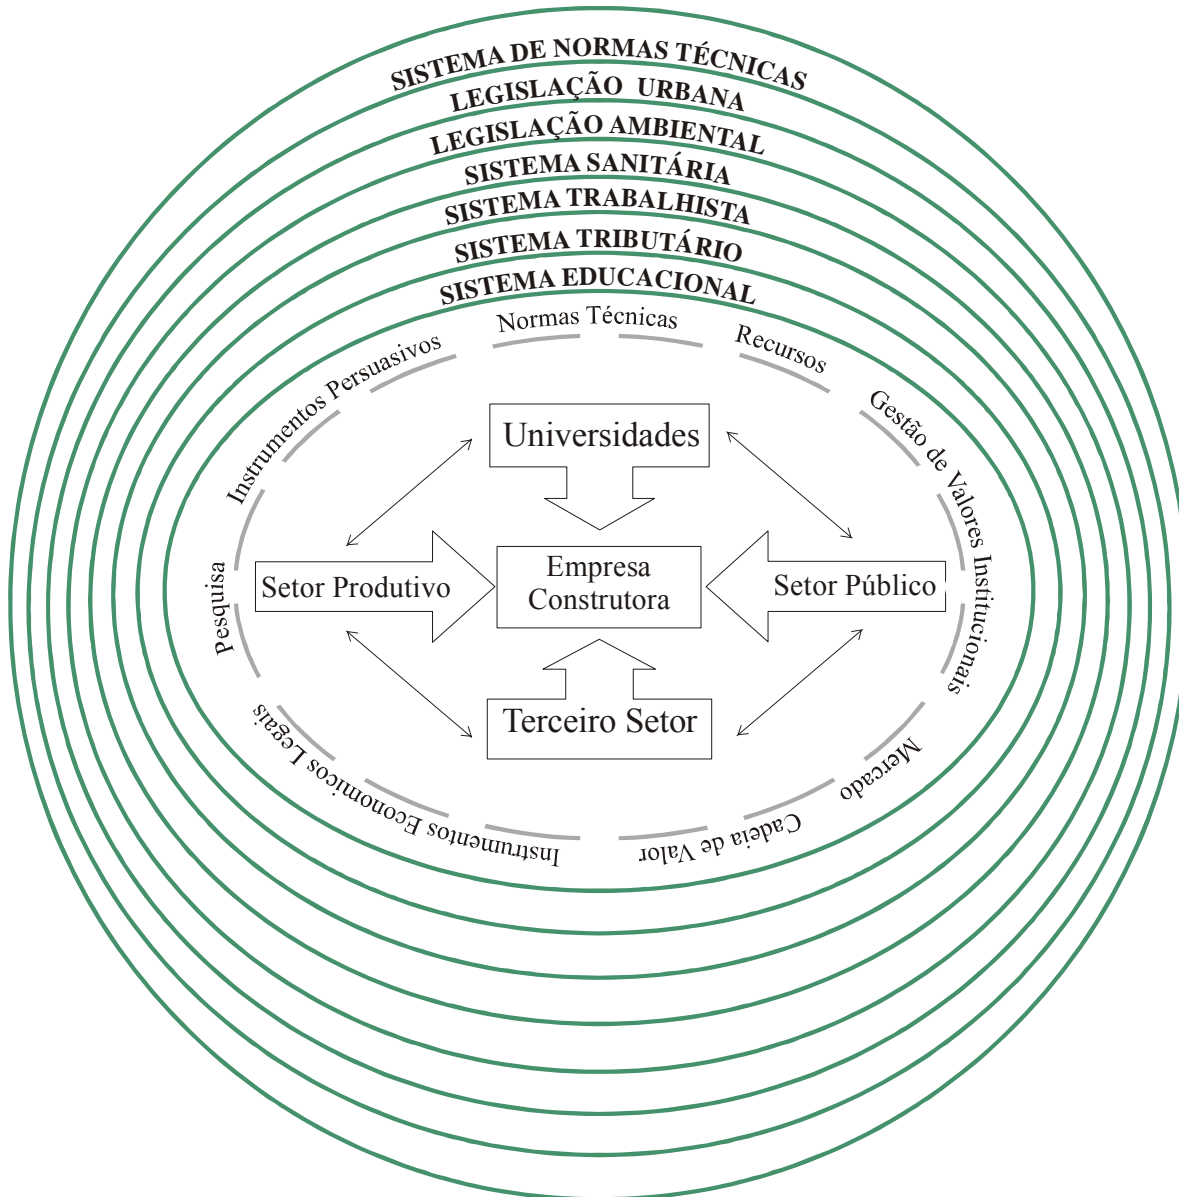 SISTEMA DE NORMAS TÉCNICAS
LEGISLAÇÃO URBANA
LEGISLAÇÃO AMBIENTAL
SISTEMA SANITÁRIA
SISTEMA TRABALHISTA
SISTEMA TRIBUTÁRIO
SISTEMA EDUCACIONAL
Normas Técnicas
Recursos
Instrumentos Persuasivos
Gestão de Valores Institucionais
Universidades
Setor Produtivo
Empresa
Construtora
Setor Público
Pesquisa
Terceiro Setor
Instrumentos Economicos Legais
Mercado
Cadeia de Valor